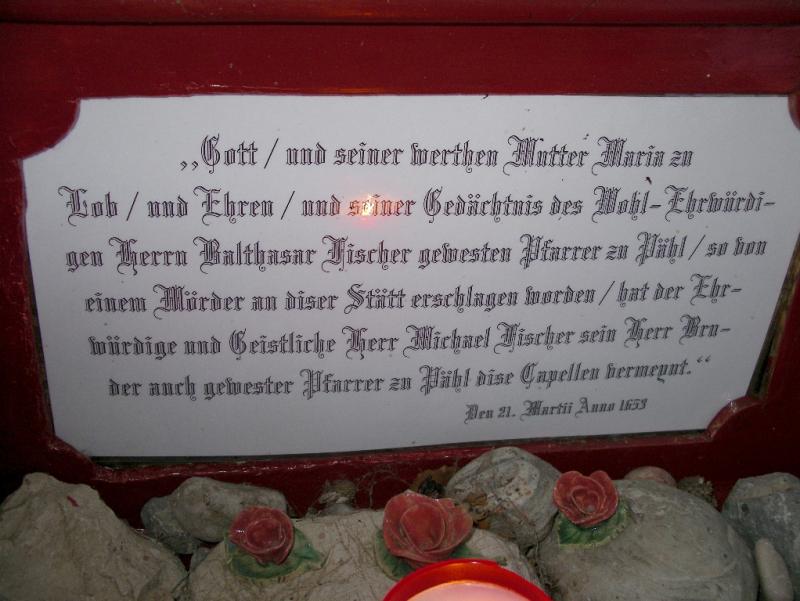 „Gott / und seiner werthen Mutter Maria zu
Lob / und Ehren / und seiner Gedächtnis des Wohl-Ehrwürdi-
gen Herrn Balthasar Fischer gewesten Pfarrer zu Pähl / so von
einem Mörder an diser Stätt erschlagen worden / hat der Ehr-
würdige und Geistliche Herr Michael Fischer sein Herr Bru-
der auch gewester Pfarrer zu Pähl dise Capellen vermeynt.“
Den 21. Martii Anno 1653